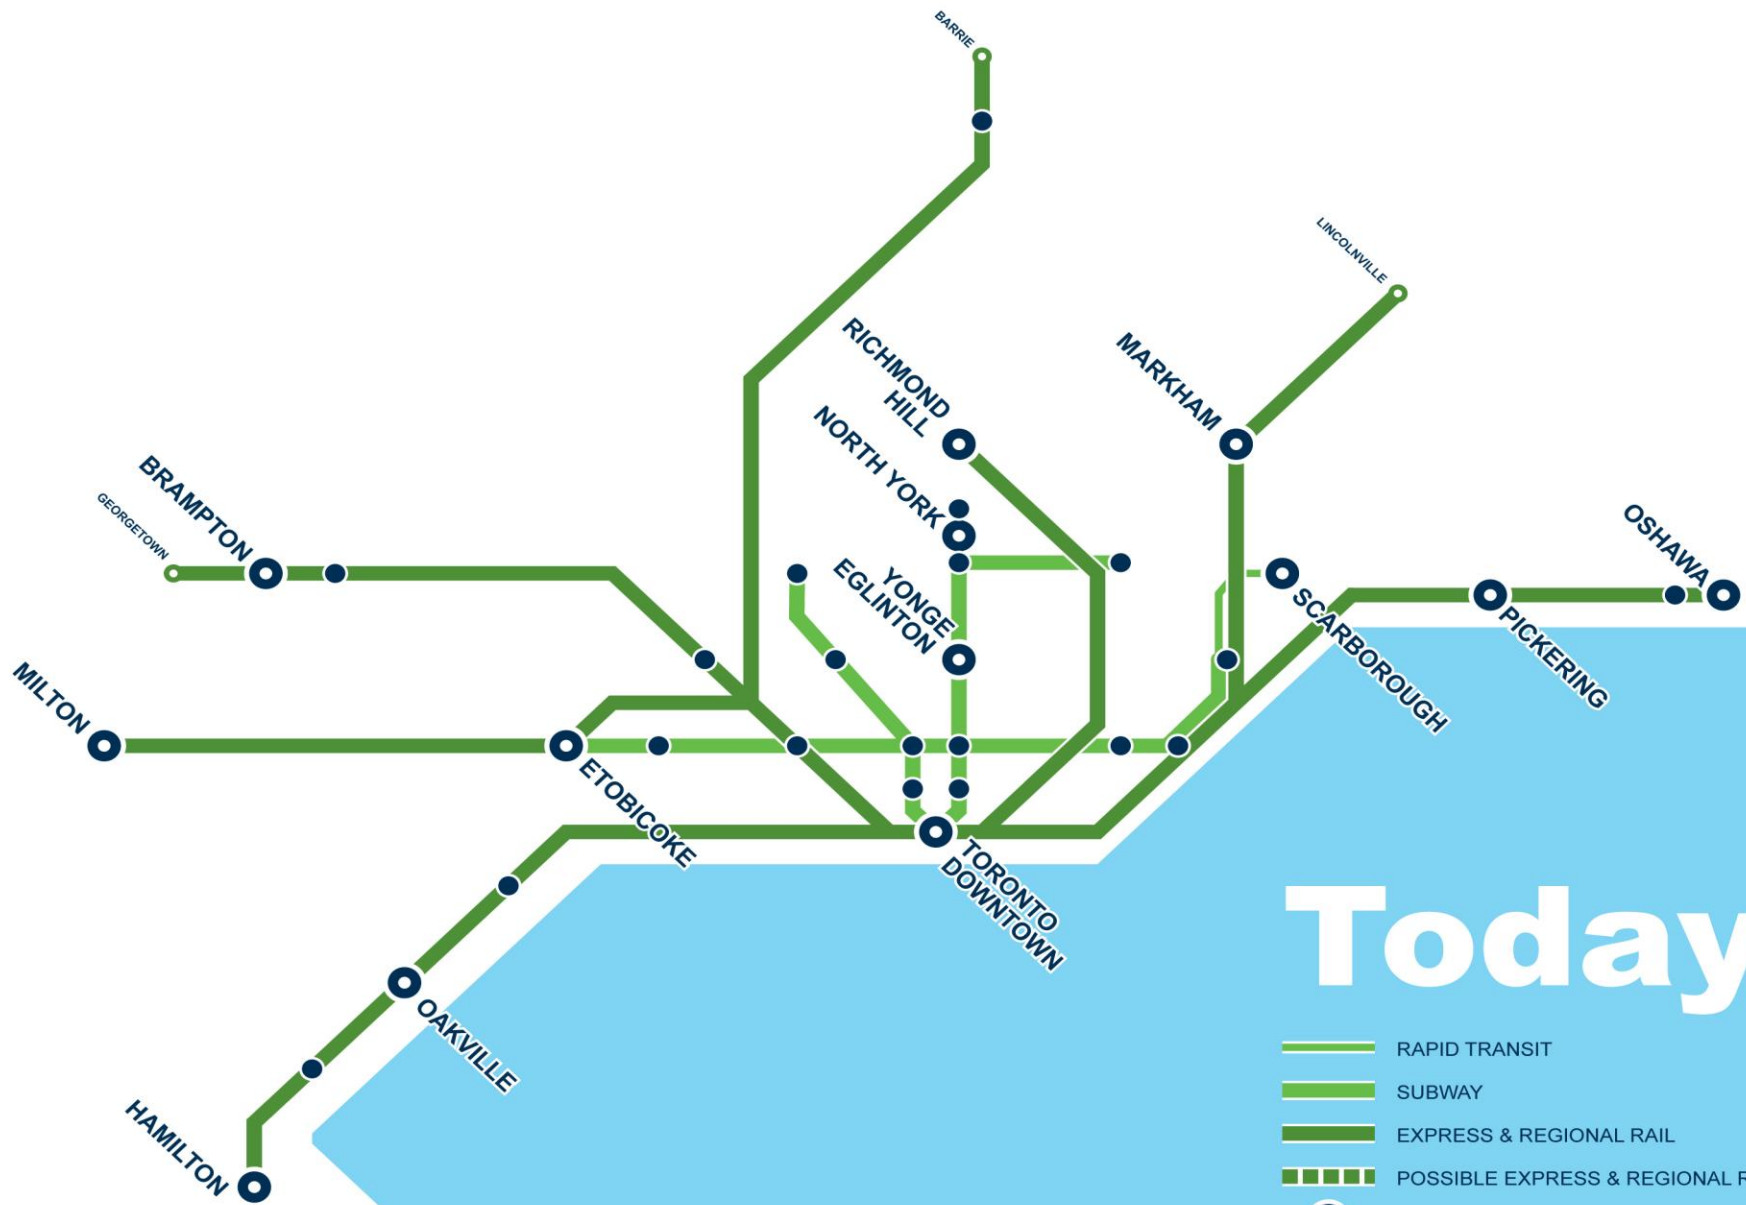 BARRIE
LINCOLNVILLE
RICHMOND
HILL
MARKHAM
NORTH YORK
BRAMPTON
GEORGETOWN
OSHAWA
YONGE
EGLINTON
SCARBOROUGH
PICKERING
MILTON
ETOBICOKE
TORONTO
DOWNTOWN
OAKVILLE
HAMILTON
Today
RAPID TRANSIT
SUBWAY
EXPRESS & REGIONAL RAIL
POSSIBLE EXPRESS & REGIONAL R